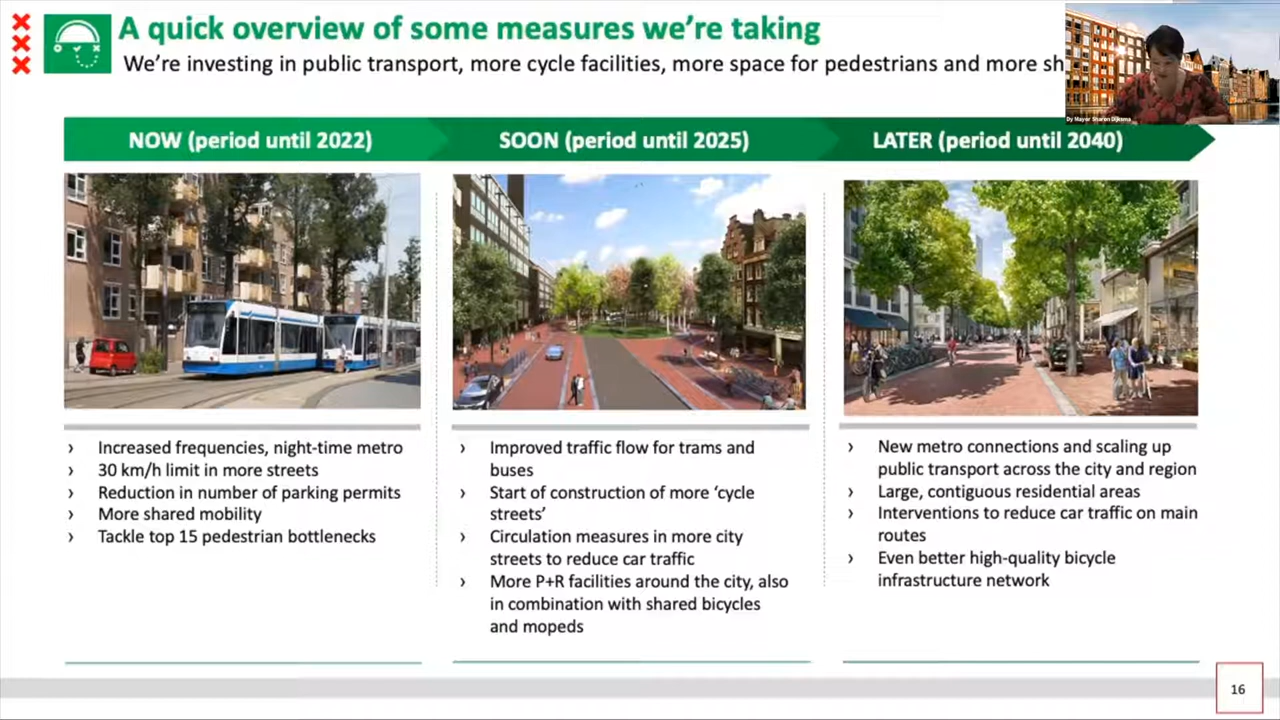 A quick overview of some measures we're taking
We're investing in public transport, more cycle facilities, more space for pedestrians and more sh
Dy Mayor Sharon Dijksma
NOW (period until 2022)
SOON (period until 2025)
LATER (period until 2040)
› Increased frequencies, night-time metro
› 30 km/h limit in more streets
› Reduction in number of parking permits
› More shared mobility
› Tackle top 15 pedestrian bottlenecks
› Improved traffic flow for trams and
buses
› Start of construction of more ‘cycle
streets’
› Circulation measures in more city
streets to reduce car traffic
› More P+R facilities around the city, also
in combination with shared bicycles
and mopeds
› New metro connections and scaling up
public transport across the city and region
› Large, contiguous residential areas
› Interventions to reduce car traffic on main
routes
› Even better high-quality bicycle
infrastructure network
16